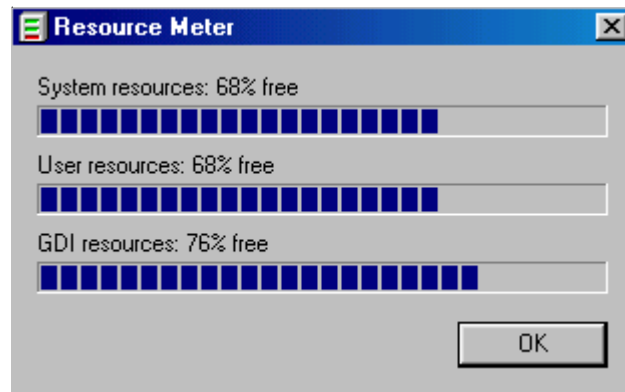 Resource Meter
System resources: 68% free
User resources: 68% free
GDI resources: 76% free
OK